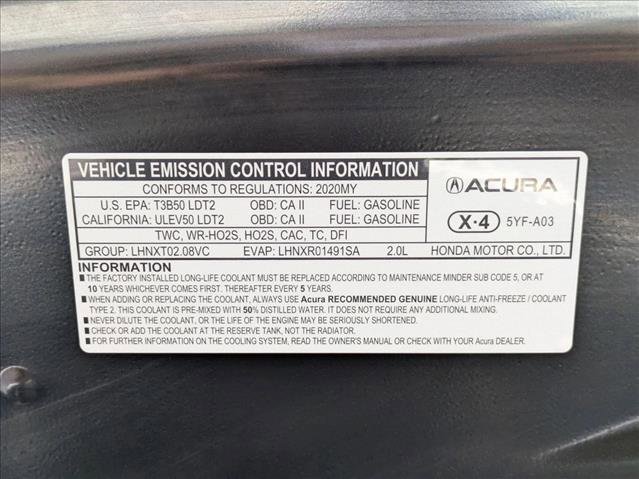 VEHICLE EMISSION CONTROL INFORMATION
CONFORMS TO REGULATIONS: 2020MY
U.S. EPA: T3B50 LDT2 OBD: CA II FUEL: GASOLINE
CALIFORNIA: ULEV50 LDT2 OBD: CA II FUEL: GASOLINE
TWC, WR-HO2S, HO2S, CAC, TC, DFI
GROUP: LHNXT02.08VC EVAP: LHNXR01491SA 2.0L
ACURA
X·4 5YF-A03
HONDA MOTOR CO., LTD.
INFORMATION
■ THE FACTORY INSTALLED LONG-LIFE COOLANT MUST BE REPLACED ACCORDING TO MAINTENANCE MINDER SUB CODE 5, OR AT
10 YEARS WHICHEVER COMES FIRST. THEREAFTER EVERY 5 YEARS.
■ WHEN ADDING OR REPLACING THE COOLANT, ALWAYS USE Acura RECOMMENDED GENUINE LONG-LIFE ANTI-FREEZE / COOLANT
TYPE 2. THIS COOLANT IS PRE-MIXED WITH 50% DISTILLED WATER. IT DOES NOT REQUIRE ANY ADDITIONAL MIXING.
■ NEVER DILUTE THE COOLANT, OR THE ENGINE LIFE MAY BE SERIOUSLY SHORTENED.
■ CHECK OR ADD THE COOLANT AT THE RESERVE TANK, NOT THE RADIATOR.
■ FOR FURTHER INFORMATION ON THE COOLING SYSTEM, READ THE OWNER'S MANUAL OR CHECK WITH YOUR Acura DEALER.